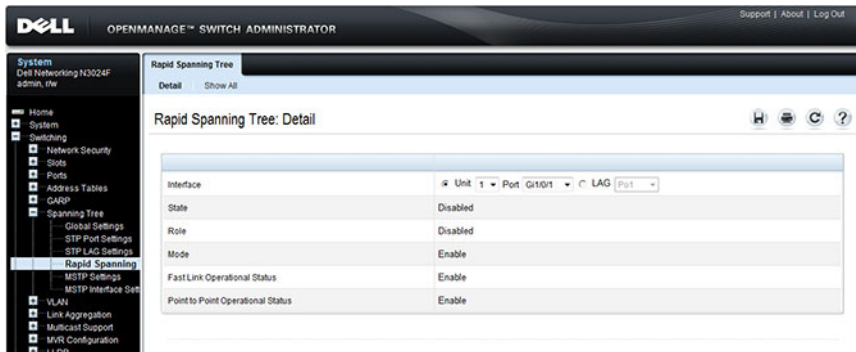 Support | About | Log Out
DELL OPENMANAGE™ SWITCH ADMINISTRATOR
System
Dell Networking N3024F
admin, r/w
Home
System
Switching
Network Security
Slots
Ports
Address Tables
GARP
Spanning Tree
Global Settings
STP Port Settings
STP LAG Settings
Rapid Spanning
MSTP Settings
MSTP Interface Sett
VLAN
Link Aggregation
Multicast Support
MVR Configuration
LLDP
Rapid Spanning Tree
Detail Show All
Rapid Spanning Tree: Detail
Interface Unit 1 Port Gi1/0/1 LAG Po1
State Disabled
Role Disabled
Mode Enable
Fast Link Operational Status Enable
Point to Point Operational Status Enable